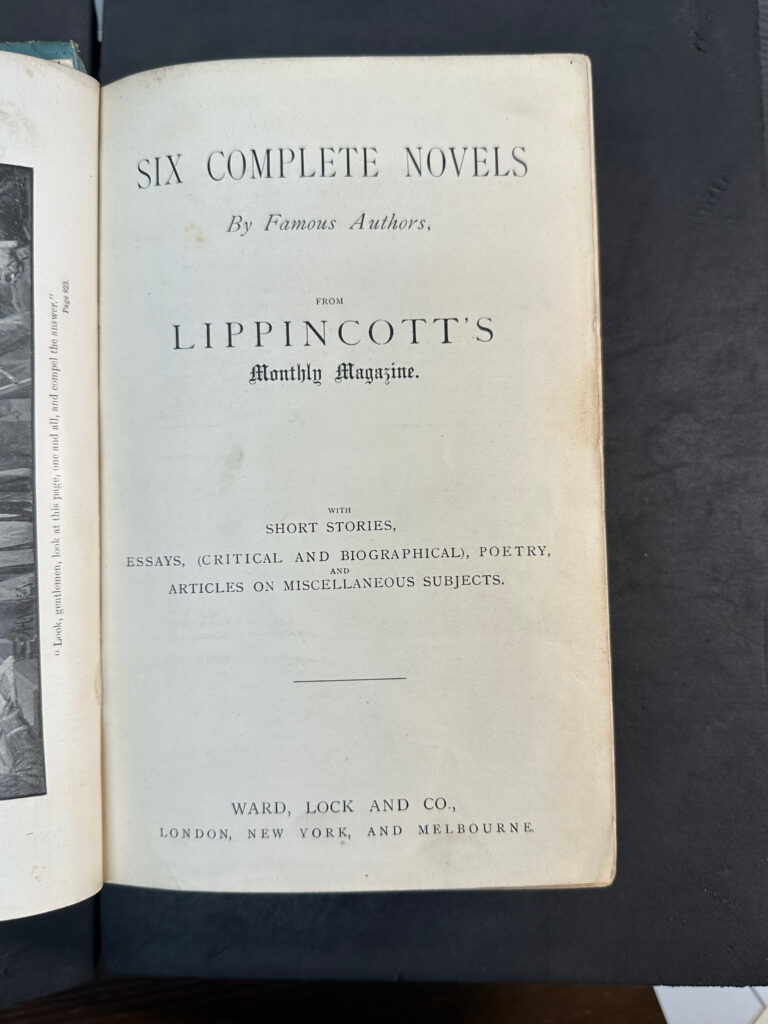 "Look, gentlemen, look at this page, one and all, and compel the answer."
Page 823.
SIX COMPLETE NOVELS
By Famous Authors,
FROM
LIPPINCOTT'S
Monthly Magazine.
WITH
SHORT STORIES,
ESSAYS, (CRITICAL AND BIOGRAPHICAL), POETRY,
AND
ARTICLES ON MISCELLANEOUS SUBJECTS.
WARD, LOCK AND CO.,
LONDON, NEW YORK, AND MELBOURNE.